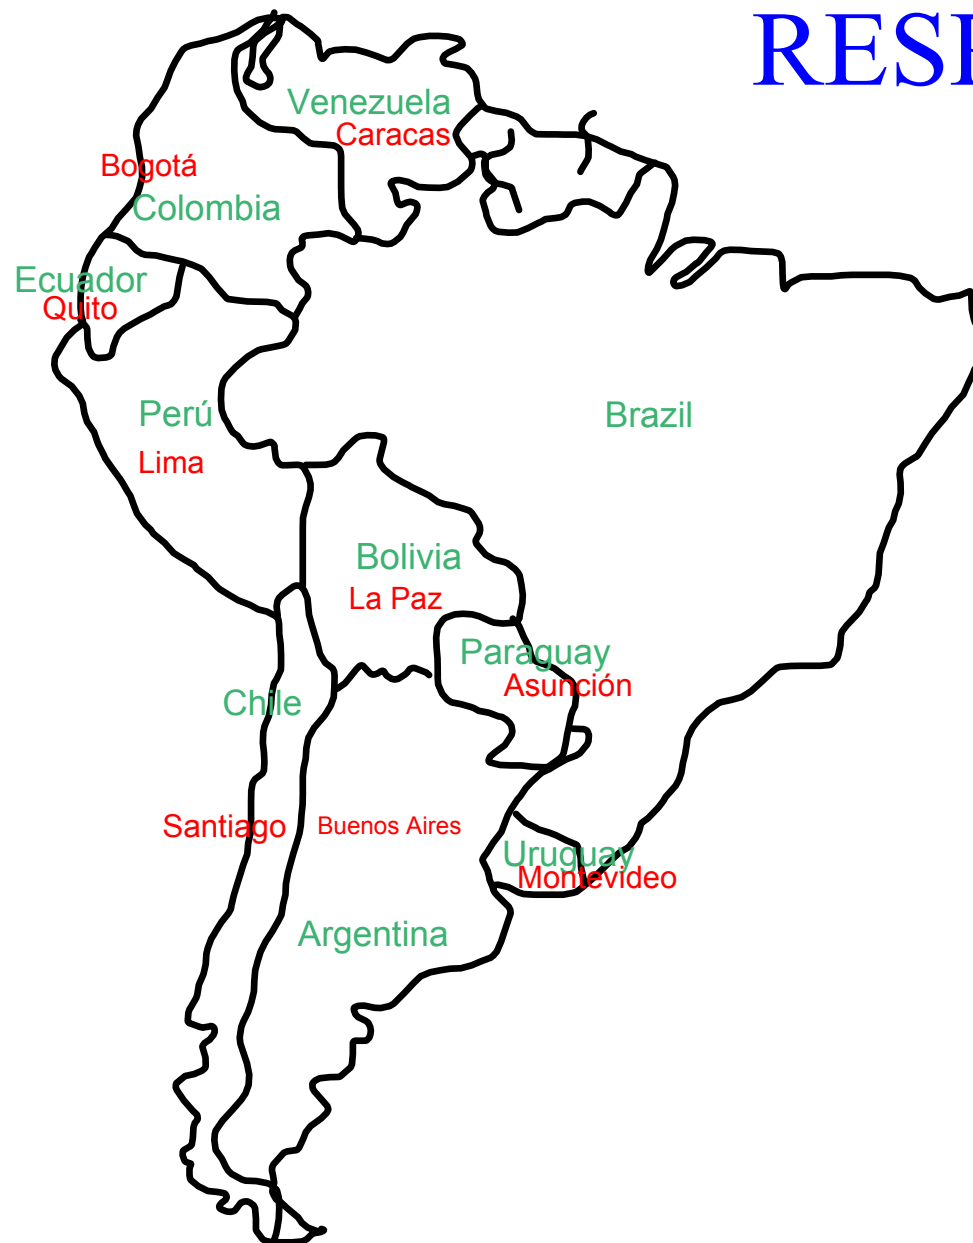 Venezuela
Caracas
Bogotá
Colombia
Ecuador
Quito
Perú
Lima
Brazil
Bolivia
La Paz
Paraguay
Asunción
Chile
Santiago
Buenos Aires
Uruguay
Montevideo
Argentina